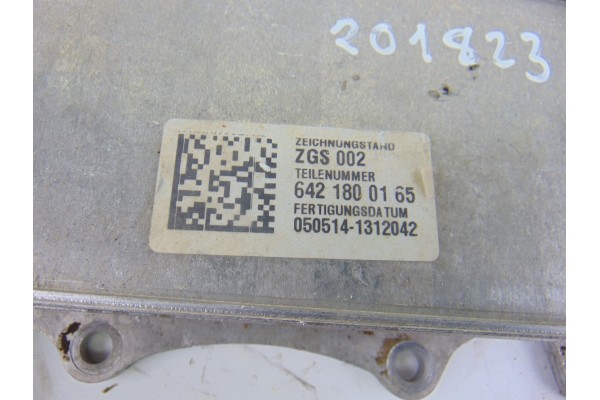 201823
ZEICHNUNGSTAND
ZGS 002
TEILENUMMER
642 180 01 65
FERTIGUNGSDATUM
050514-1312042